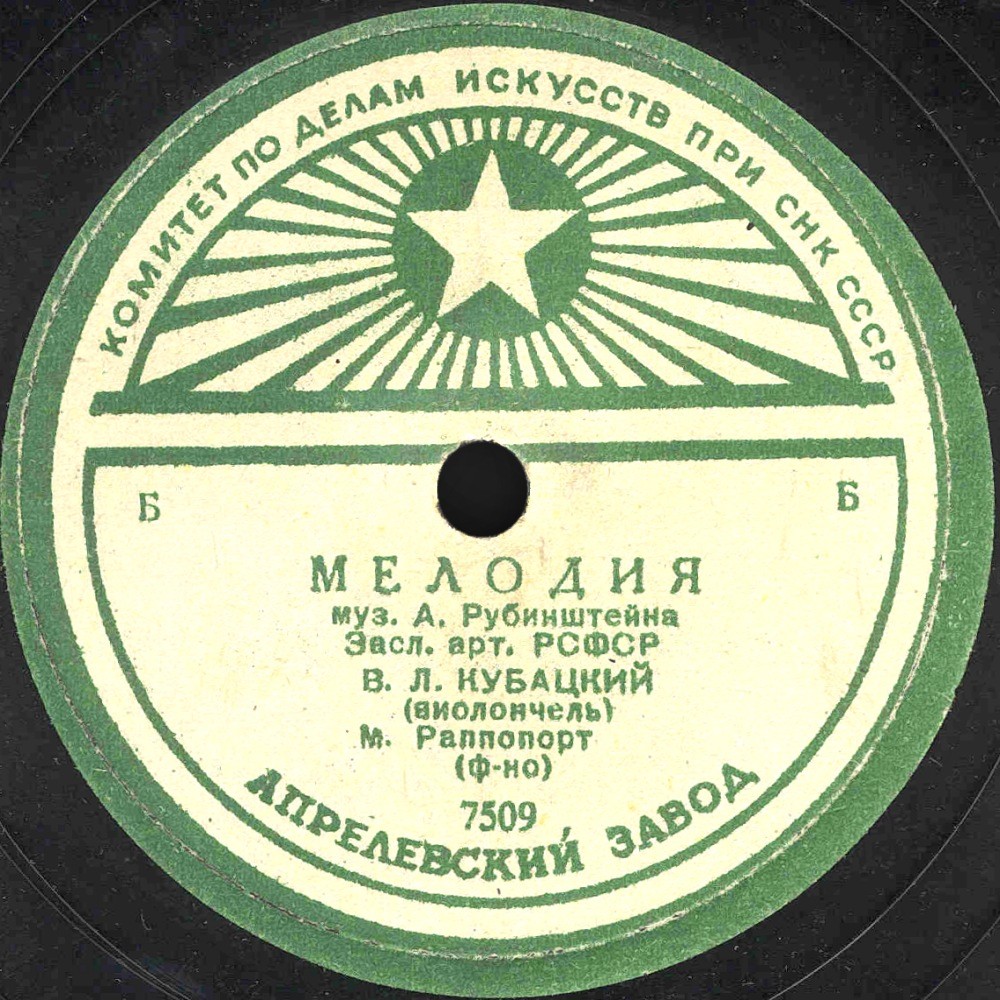 КОМИТЕТ ПО ДЕЛАМ ИСКУССТВ ПРИ СНК СССР
Б Б
МЕЛОДИЯ
муз. А. Рубинштейна
Засл. арт. РСФСР
В. Л. КУБАЦКИЙ
(виолончель)
М. Раппопорт
(ф-но)
7509
АПРЕЛЕВСКИЙ ЗАВОД